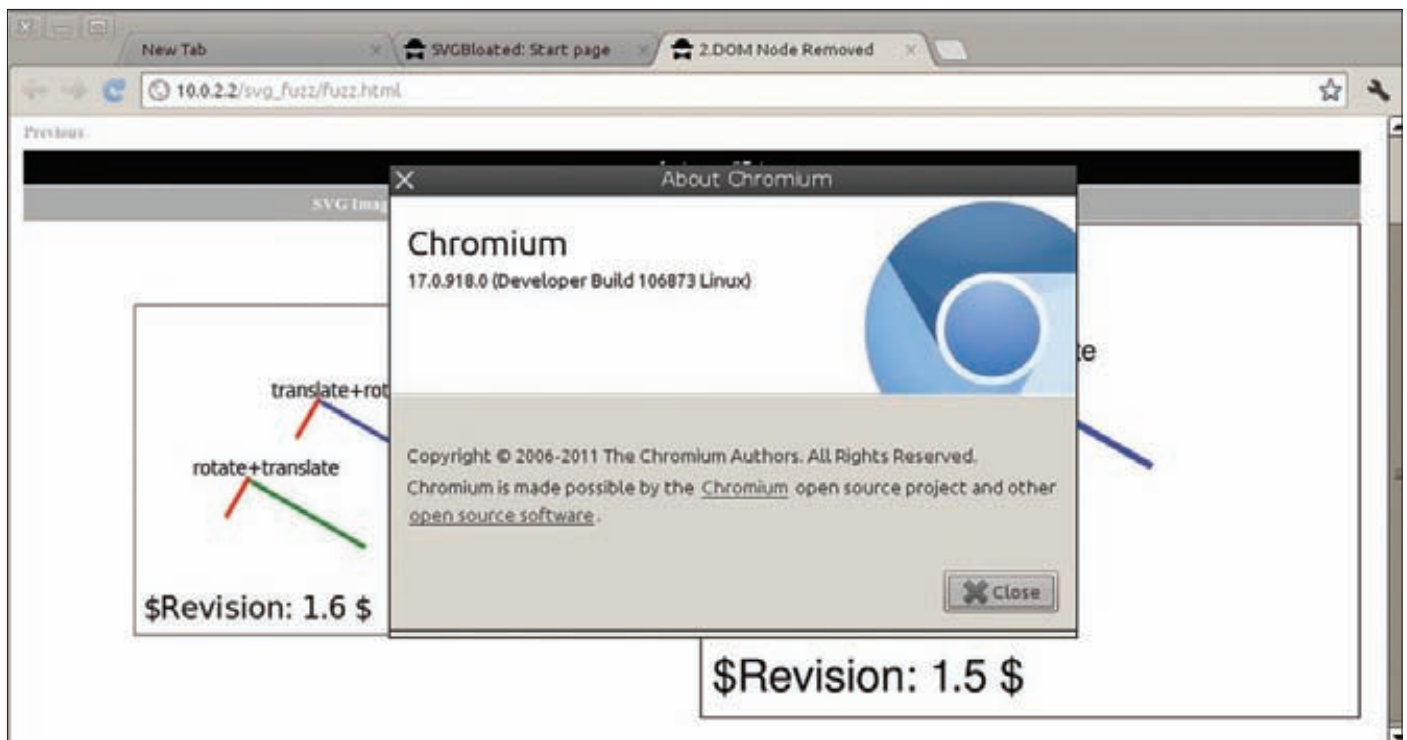 New Tab
SVGBloated: Start page
2.DOM Node Removed
10.0.2.2/svg_fuzz/fuzz.html
Previous
SVG Imag
About Chromium
Chromium
17.0.918.0 (Developer Build 106873 Linux)
te
translate+rot
rotate+translate
Copyright © 2006-2011 The Chromium Authors. All Rights Reserved.
Chromium is made possible by the Chromium open source project and other
open source software.
Close
$Revision: 1.6 $
$Revision: 1.5 $